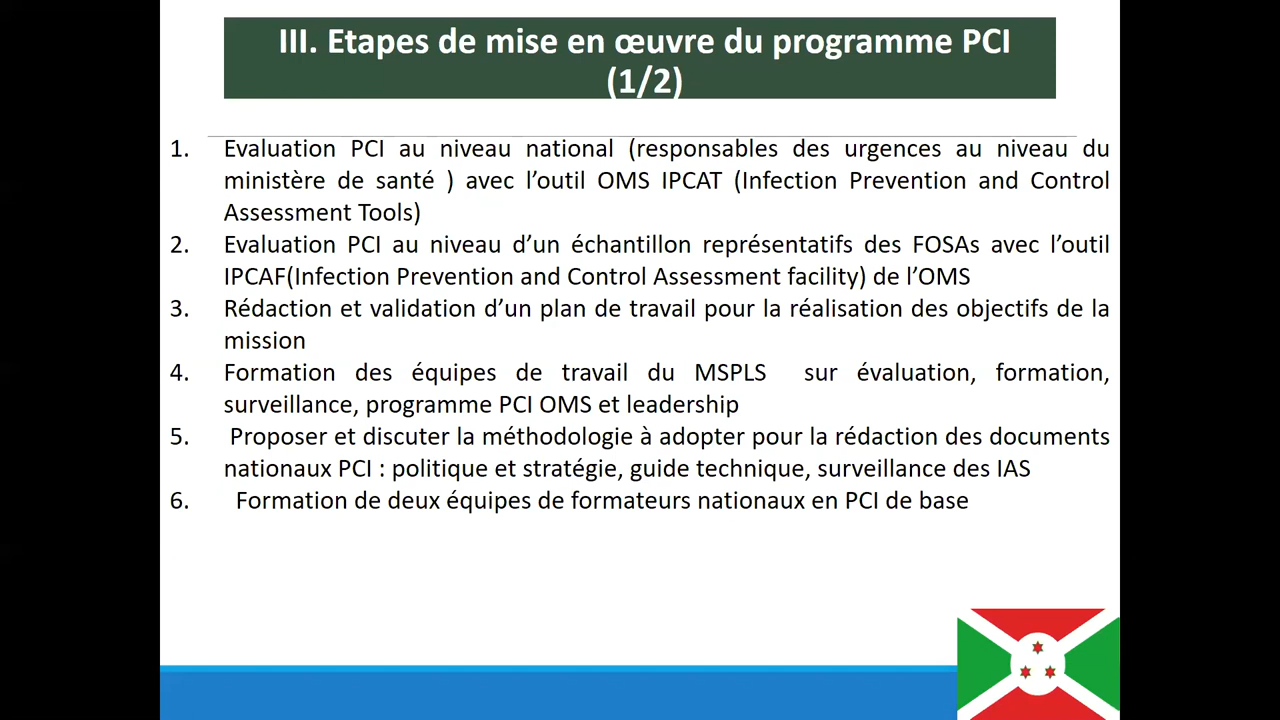 III. Etapes de mise en œuvre du programme PCI
(1/2)
1. Evaluation PCI au niveau national (responsables des urgences au niveau du
ministère de santé ) avec l’outil OMS IPCAT (Infection Prevention and Control
Assessment Tools)
2. Evaluation PCI au niveau d’un échantillon représentatifs des FOSAs avec l’outil
IPCAF(Infection Prevention and Control Assessment facility) de l’OMS
3. Rédaction et validation d’un plan de travail pour la réalisation des objectifs de la
mission
4. Formation des équipes de travail du MSPLS sur évaluation, formation,
surveillance, programme PCI OMS et leadership
5. Proposer et discuter la méthodologie à adopter pour la rédaction des documents
nationaux PCI : politique et stratégie, guide technique, surveillance des IAS
6. Formation de deux équipes de formateurs nationaux en PCI de base